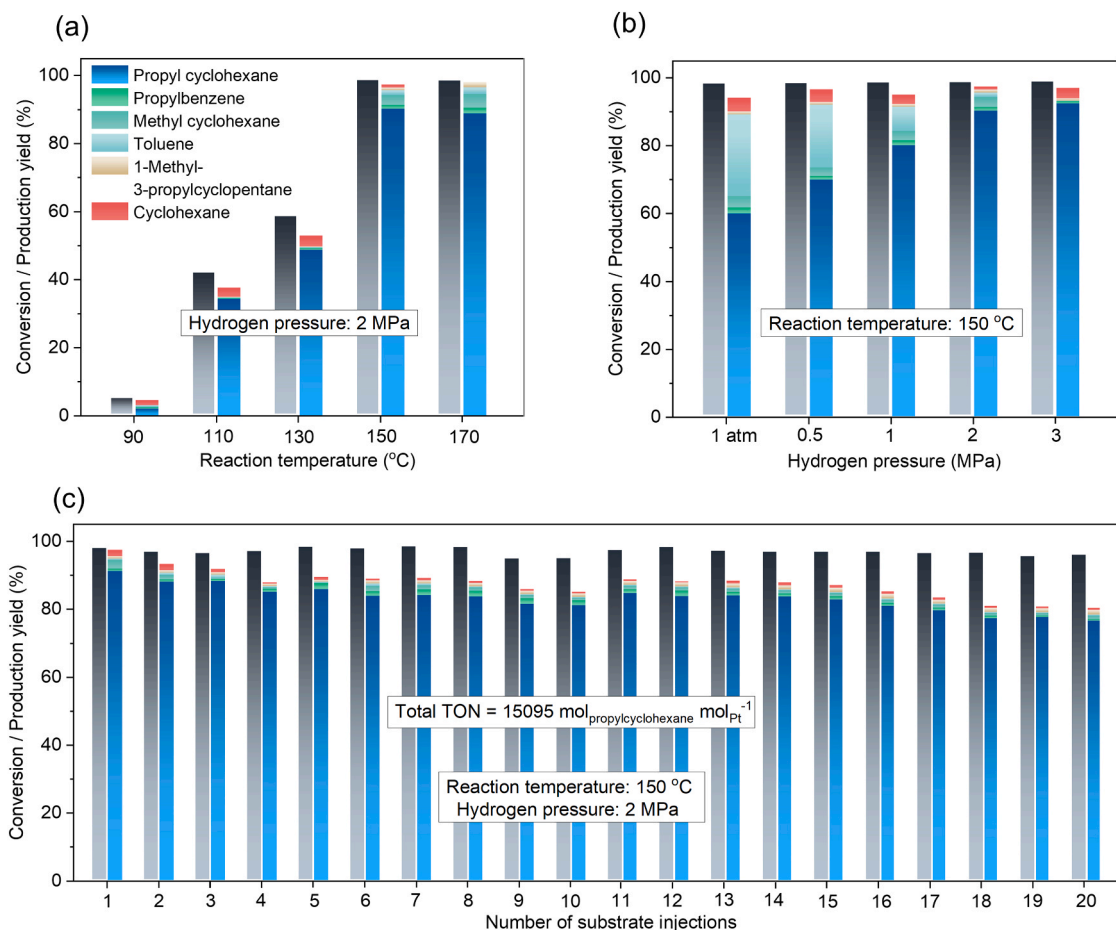 (a)
Conversion / Production yield (%)
100
80
60
40
20
0
Propyl cyclohexane
Propylbenzene
Methyl cyclohexane
Toluene
1-Methyl-
3-propylcyclopentane
Cyclohexane
Hydrogen pressure: 2 MPa
90 110 130 150 170
Reaction temperature (°C)
(b)
Conversion / Production yield (%)
100
80
60
40
20
0
Reaction temperature: 150 °C
1 atm 0.5 1 2 3
Hydrogen pressure (MPa)
(c)
Conversion / Production yield (%)
100
80
60
40
20
0
Total TON = 15095 mol_propylcyclohexane mol_Pt^-1
Reaction temperature: 150 °C
Hydrogen pressure: 2 MPa
1 2 3 4 5 6 7 8 9 10 11 12 13 14 15 16 17 18 19 20
Number of substrate injections